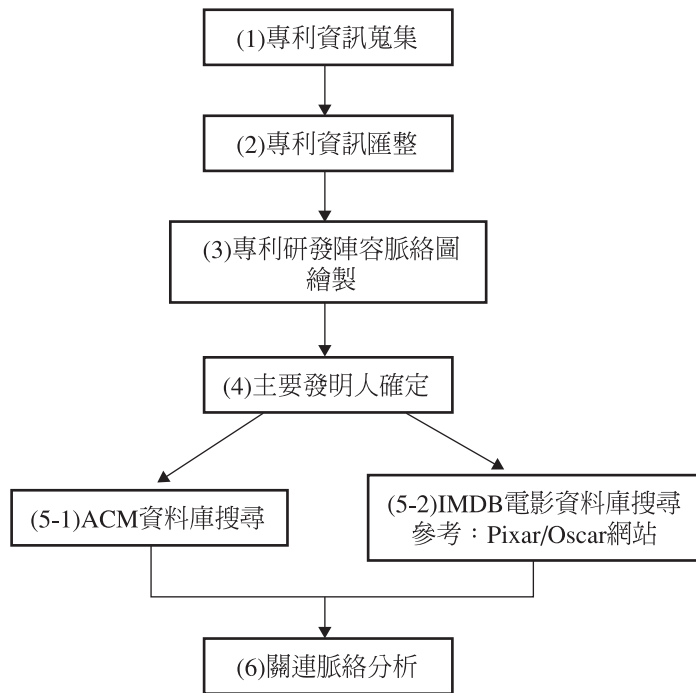 (1)專利資訊蒐集
(2)專利資訊匯整
(3)專利研發陣容脈絡圖
繪製
(4)主要發明人確定
(5-1)ACM資料庫搜尋
(5-2)IMDB電影資料庫搜尋
參考：Pixar/Oscar網站
(6)關連脈絡分析